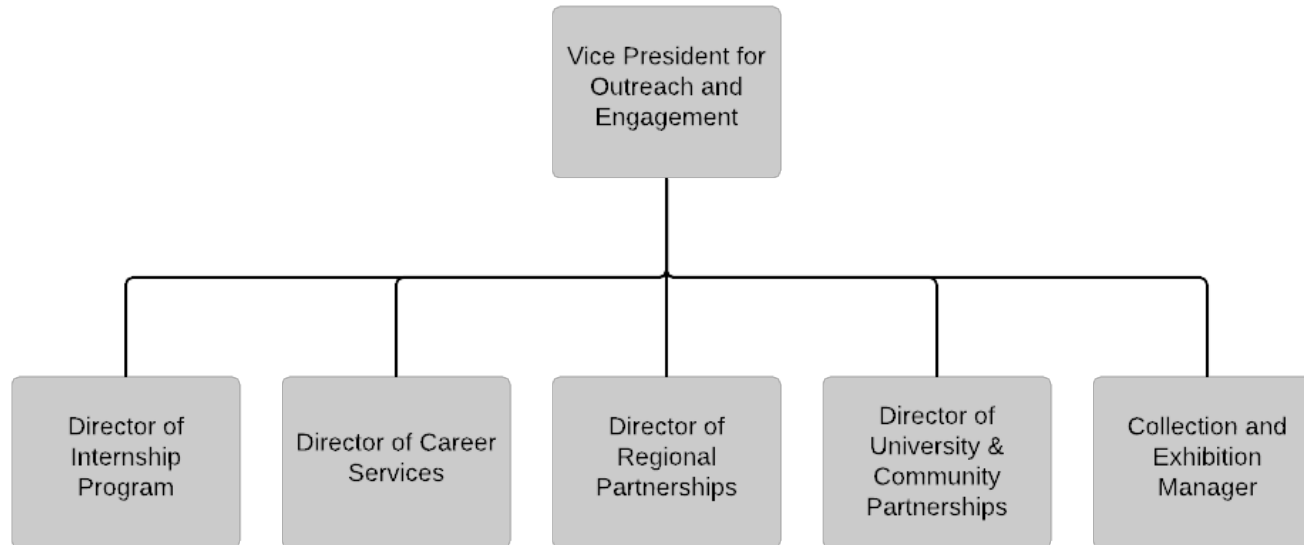 Vice President for
Outreach and
Engagement
Director of
Internship
Program
Director of Career
Services
Director of
Regional
Partnerships
Director of
University &
Community
Partnerships
Collection and
Exhibition
Manager